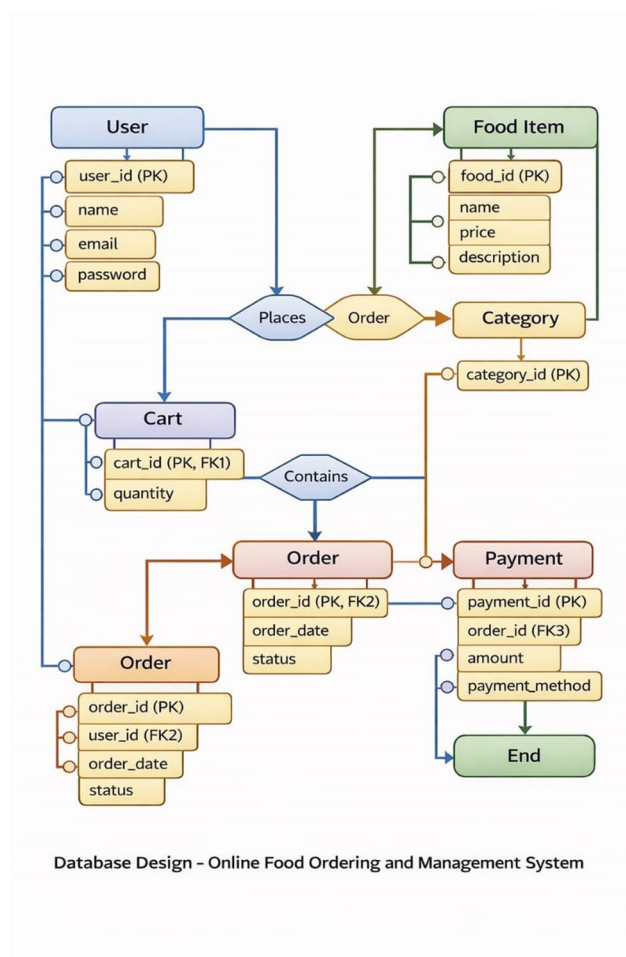 User
user_id (PK)
name
email
password
Food Item
food_id (PK)
name
price
description
Places
Order
Category
category_id (PK)
Cart
cart_id (PK, FK1)
quantity
Contains
Order
order_id (PK, FK2)
order_date
status
Payment
payment_id (PK)
order_id (FK3)
amount
payment_method
Order
order_id (PK)
user_id (FK2)
order_date
status
End
Database Design – Online Food Ordering and Management System